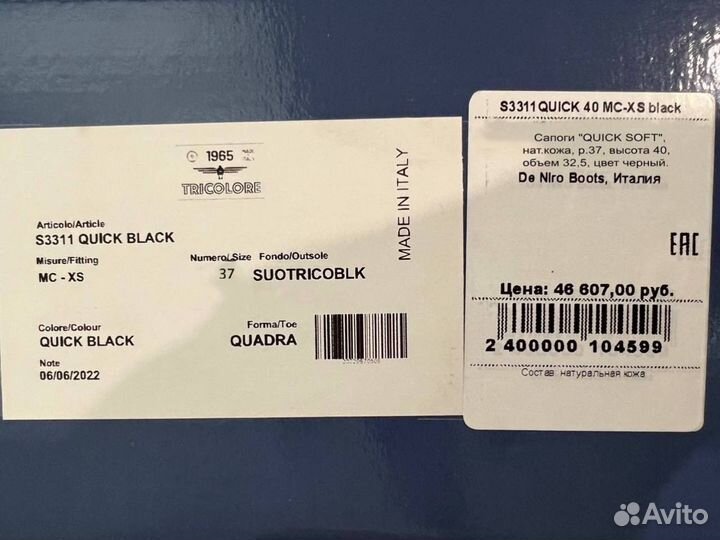 1965
TRICOLORE
MADE IN ITALY
Articolo/Article
S3311 QUICK BLACK
Misure/Fitting
MC - XS
Numero/Size
37
Fondo/Outsole
SUOTRICOBLK
Colore/Colour
QUICK BLACK
Forma/Toe
QUADRA
Note
06/06/2022
S3311QUICK 40 MC-XS black
Сапоги "QUICK SOFT",
нат.кожа, р.37, высота 40,
объем 32,5, цвет черный.
De Niro Boots, Италия
EAC
Цена: 46 607,00 руб.
2 400000 104599
Состав: натуральная кожа
Avito